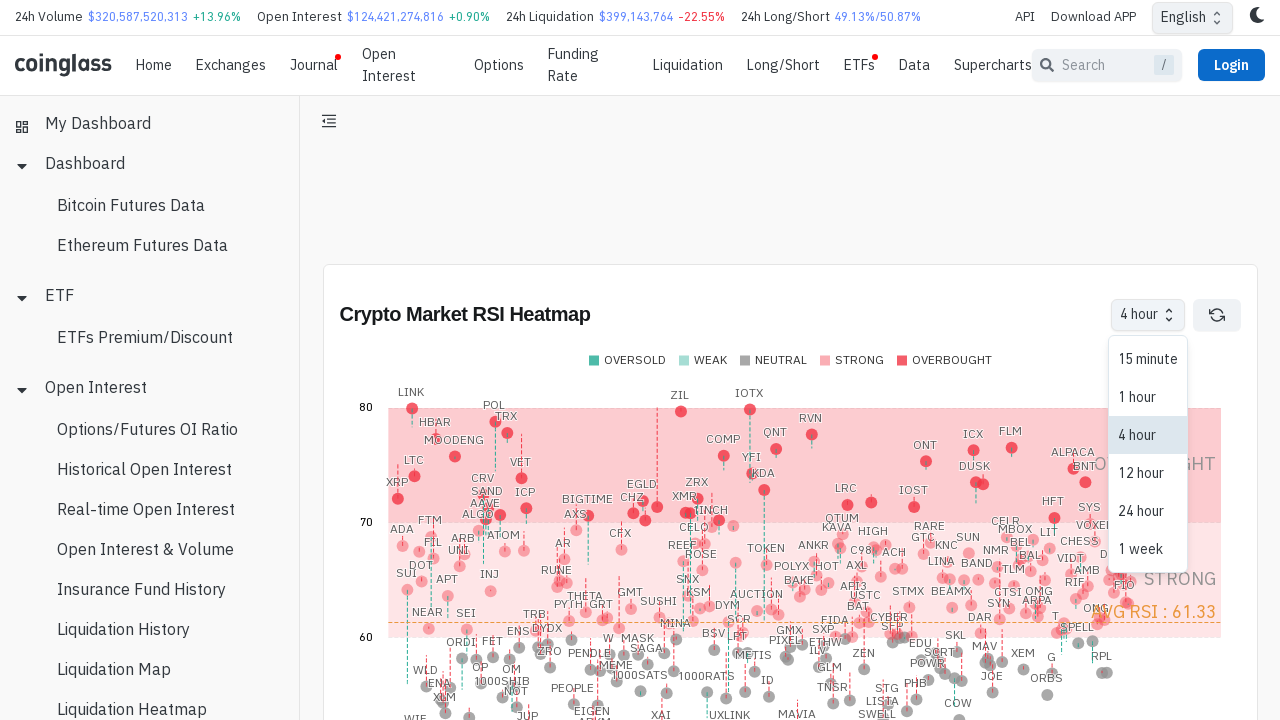 24h Volume $320,587,520,313 +13.96% Open Interest $124,421,274,816 +0.90% 24h Liquidation $399,143,764 -22.55% 24h Long/Short 49.13%/50.87% API Download APP English
coinglass Home Exchanges Journal Open Interest Options Funding Rate Liquidation Long/Short ETFs Data Supercharts Search / Login
My Dashboard
Dashboard
Bitcoin Futures Data
Ethereum Futures Data
ETF
ETFs Premium/Discount
Open Interest
Options/Futures OI Ratio
Historical Open Interest
Real-time Open Interest
Open Interest & Volume
Insurance Fund History
Liquidation History
Liquidation Map
Liquidation Heatmap
Crypto Market RSI Heatmap 4 hour
15 minute
1 hour
4 hour
12 hour
24 hour
1 week
OVERSOLD WEAK NEUTRAL STRONG OVERBOUGHT
80
70
60
LINK
ZIL IOTX
POL
TRX
HBAR
RVN
MOODENG
COMP
QNT
ICX
FLM
ONT
ALPACA
LTC
VET
YFI
KDA
DUSK
BNT
XRP
CRV
EGLD
ZRX
SAND
ICP
BIGTIME
CHZ
XMR
LRC
IOST
AAVE
HFT
SYS
ALGO
AXS
1INCH
QTUM
CELR
ADA
FTM
ATOM
CFX
CELO
KAVA
HIGH
RARE
MBOX
LIT
VOXEL
FIL
ARB
UNI
AR
REEF
ROSE
TOKEN
ANKR
C98
ACH
GTC
KNC
SUN
NMR
BEL
BAL
CHESS
SUI
DOT
APT
INJ
RUNE
SNX
POLYX
HOT
AXL
LINA
BAND
TLM
VIDT
AMB
RIF
FIO
STRONG
NEAR
SEI
THETA
PYTH
GRT
GMT
SUSHI
KSM
DYM
AUCTION
BAKE
API3
USTC
BAT
STMX
BEAMX
SYN
CTSI
OMG
ARPA
ONG
AVG RSI : 61.33
ORDI
FET
TRB
ENS
DYDX
ZRO
PENDLE
W
MASK
SAGA
MINA
BSV
SCR
LPT
GMX
PIXEL
SXP
FIDA
ETHW
ILV
CYBER
SFP
DAR
T
SPELL
WLD
OP
OM
MEME
METIS
GLM
ZEN
EDU
SKL
MAV
XEM
G
RPL
ENA
XLM
1000SHIB
NOT
PEOPLE
1000SATS
1000RATS
ID
TNSR
STG
PHB
POWR
JOE
ORBS
WIF
JUP
EIGEN
XAI
UXLINK
MAVIA
LISTA
SWELL
COW